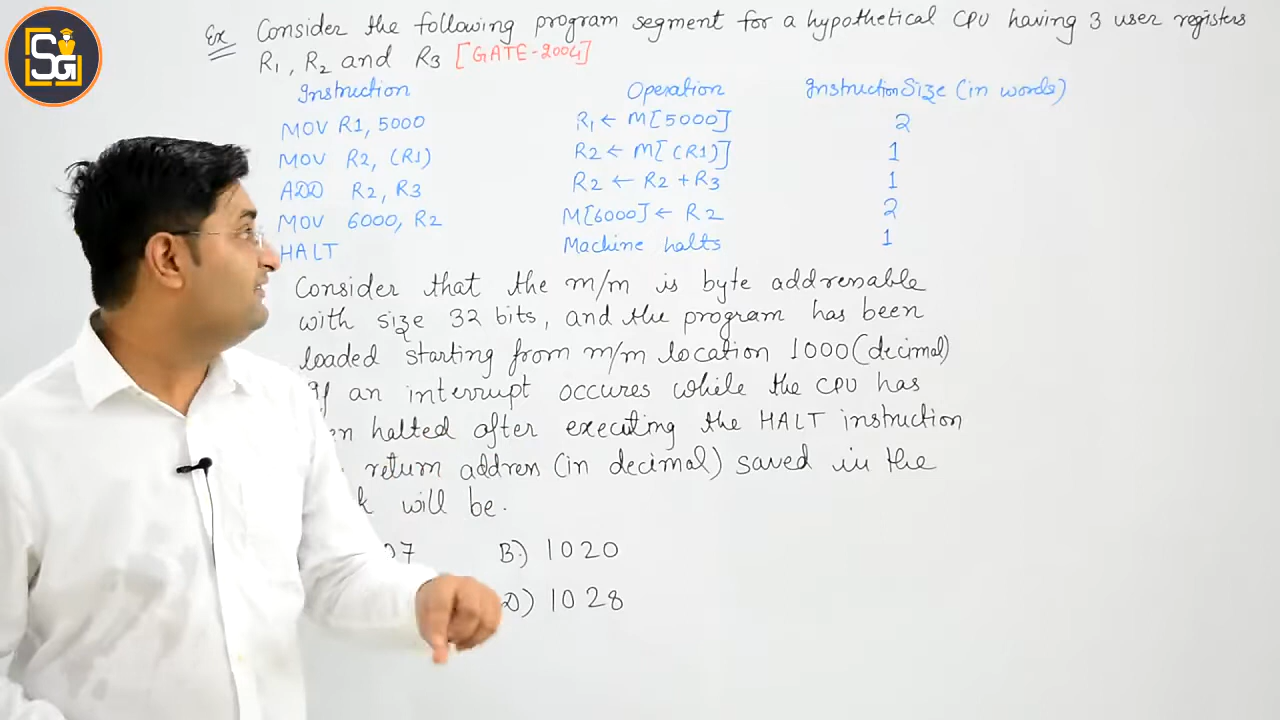 SG
Ex Consider the following program segment for a hypothetical CPU having 3 user registers
R1, R2 and R3 [GATE-2004]
Instruction Operation Instruction Size (in words)
MOV R1, 5000 R1 ← M[5000] 2
MOV R2, (R1) R2 ← M[(R1)] 1
ADD R2, R3 R2 ← R2 + R3 1
MOV 6000, R2 M[6000] ← R2 2
HALT Machine halts 1
Consider that the m/m is byte addressable
with size 32 bits, and the program has been
loaded starting from m/m location 1000 (decimal)
If an interrupt occures while the CPU has
en halted after executing the HALT instruction
return address (in decimal) saved in the
k will be.
07 B.) 1020
D) 1028